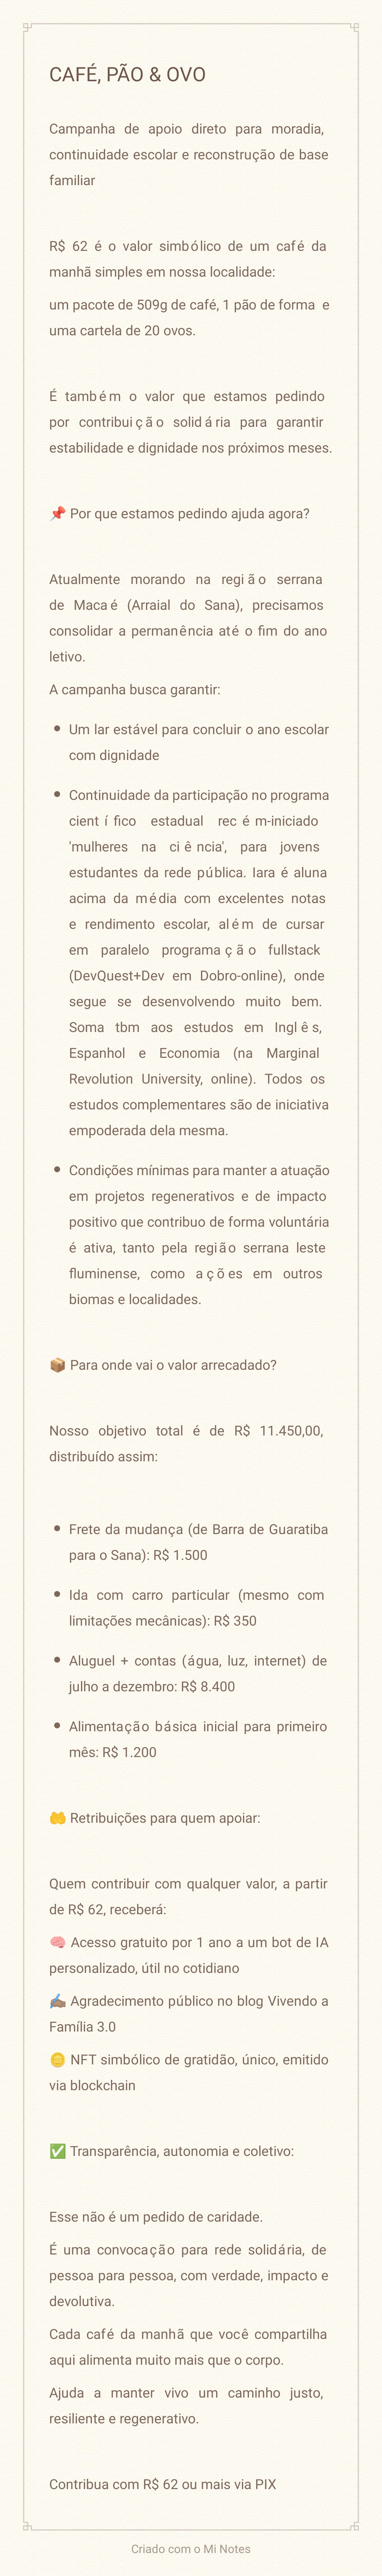 CAFÉ, PÃO & OVO
Campanha de apoio direto para moradia,
continuidade escolar e reconstrução de base
familiar
R$ 62 é o valor simbólico de um café da
manhã simples em nossa localidade:
um pacote de 509g de café, 1 pão de forma e
uma cartela de 20 ovos.
É também o valor que estamos pedindo
por contribuição solidária para garantir
estabilidade e dignidade nos próximos meses.
📌 Por que estamos pedindo ajuda agora?
Atualmente morando na região serrana
de Macaé (Arraial do Sana), precisamos
consolidar a permanência até o fim do ano
letivo.
A campanha busca garantir:
• Um lar estável para concluir o ano escolar
com dignidade
• Continuidade da participação no programa
científico estadual recém-iniciado
'mulheres na ciência', para jovens
estudantes da rede pública. Iara é aluna
acima da média com excelentes notas
e rendimento escolar, além de cursar
em paralelo programação fullstack
(DevQuest+Dev em Dobro-online), onde
segue se desenvolvendo muito bem.
Soma tbm aos estudos em Inglês,
Espanhol e Economia (na Marginal
Revolution University, online). Todos os
estudos complementares são de iniciativa
empoderada dela mesma.
• Condições mínimas para manter a atuação
em projetos regenerativos e de impacto
positivo que contribuo de forma voluntária
é ativa, tanto pela região serrana leste
fluminense, como ações em outros
biomas e localidades.
📦 Para onde vai o valor arrecadado?
Nosso objetivo total é de R$ 11.450,00,
distribuído assim:
• Frete da mudança (de Barra de Guaratiba
para o Sana): R$ 1.500
• Ida com carro particular (mesmo com
limitações mecânicas): R$ 350
• Aluguel + contas (água, luz, internet) de
julho a dezembro: R$ 8.400
• Alimentação básica inicial para primeiro
mês: R$ 1.200
🤲 Retribuições para quem apoiar:
Quem contribuir com qualquer valor, a partir
de R$ 62, receberá:
🧠 Acesso gratuito por 1 ano a um bot de IA
personalizado, útil no cotidiano
✍🏽 Agradecimento público no blog Vivendo a
Família 3.0
🪙 NFT simbólico de gratidão, único, emitido
via blockchain
✅ Transparência, autonomia e coletivo:
Esse não é um pedido de caridade.
É uma convocação para rede solidária, de
pessoa para pessoa, com verdade, impacto e
devolutiva.
Cada café da manhã que você compartilha
aqui alimenta muito mais que o corpo.
Ajuda a manter vivo um caminho justo,
resiliente e regenerativo.
Contribua com R$ 62 ou mais via PIX
Criado com o Mi Notes